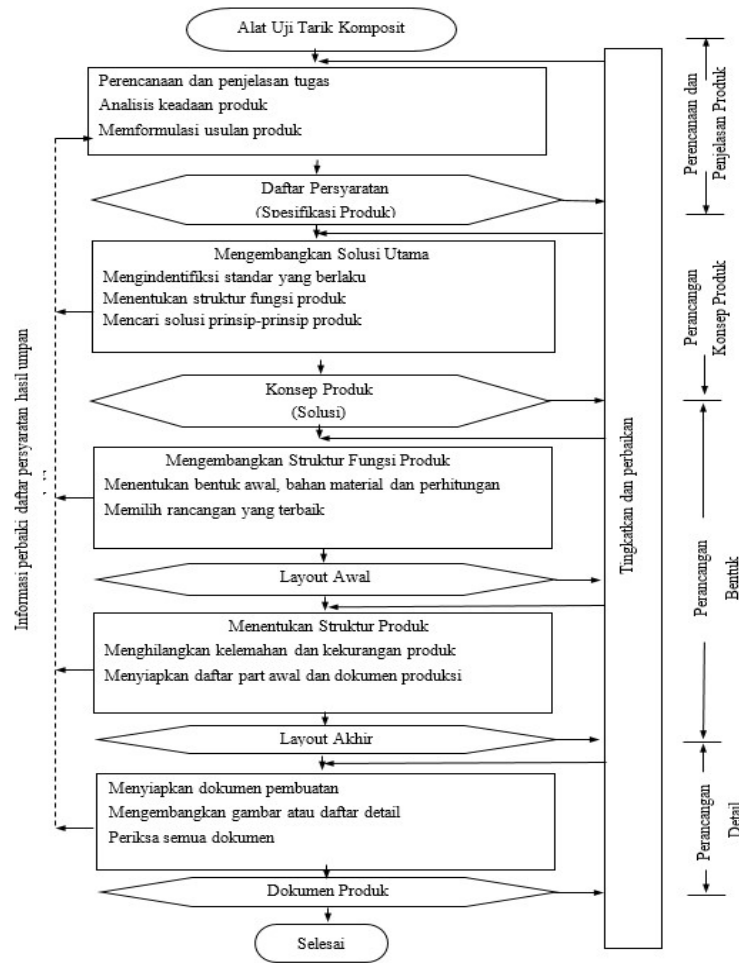 Alat Uji Tarik Komposit
Perencanaan dan penjelasan tugas
Analisis keadaan produk
Memformulasi usulan produk
Daftar Persyaratan
(Spesifikasi Produk)
Mengembangkan Solusi Utama
Mengindentifiksi standar yang berlaku
Menentukan struktur fungsi produk
Mencari solusi prinsip-prinsip produk
Konsep Produk
(Solusi)
Mengembangkan Struktur Fungsi Produk
Menentukan bentuk awal, bahan material dan perhitungan
Memilih rancangan yang terbaik
Layout Awal
Menentukan Struktur Produk
Menghilangkan kelemahan dan kekurangan produk
Menyiapkan daftar part awal dan dokumen produksi
Layout Akhir
Menyiapkan dokumen pembuatan
Mengembangkan gambar atau daftar detail
Periksa semua dokumen
Dokumen Produk
Selesai
Informasi perbaiki daftar persyaratan hasil umpan
Tingkatkan dan perbaikan
Perencanaan dan
Penjelasan Produk
Perancangan
Konsep Produk
Perancangan
Bentuk
Perancangan
Detail